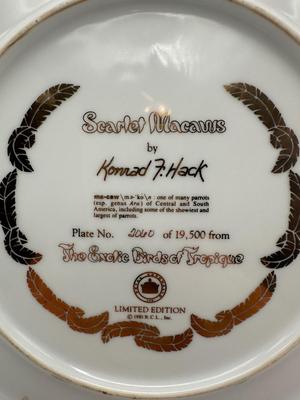 Scarlet Macaws
by
Konrad F. Hack
ma·caw \mə-ˈkȯ\ n : one of many parrots
(esp. genus Ara) of Central and South
America, including some of the showiest and
largest of parrots.
Plate No. 2060 of 19,500 from
The Exotic Birds of Tropique
LIMITED EDITION